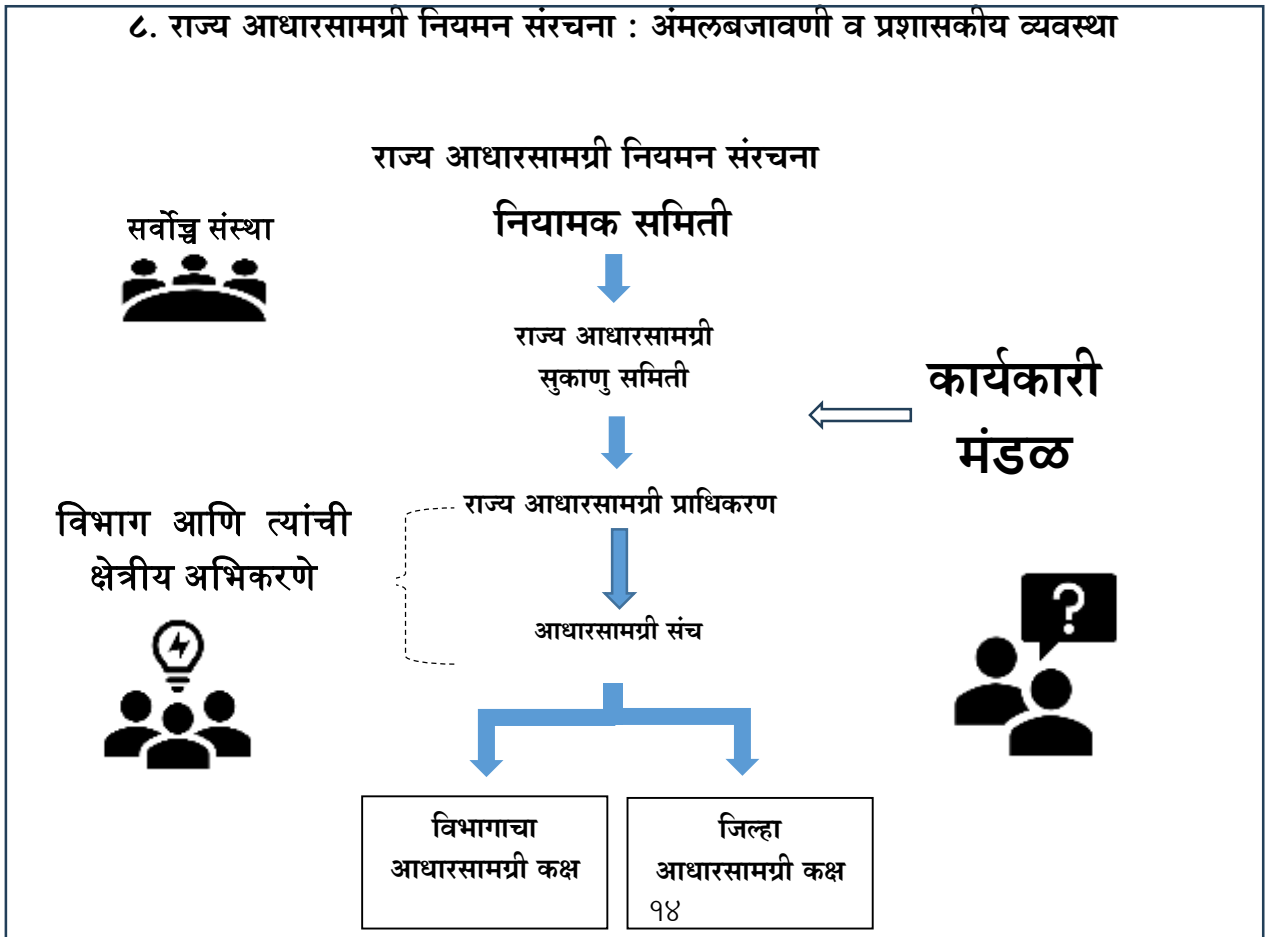 ८. राज्य आधारसामग्री नियमन संरचना : अंमलबजावणी व प्रशासकीय व्यवस्था
राज्य आधारसामग्री नियमन संरचना
नियामक समिती
सर्वोच्च संस्था
राज्य आधारसामग्री
सुकाणु समिती
कार्यकारी
मंडळ
राज्य आधारसामग्री प्राधिकरण
विभाग आणि त्यांची
क्षेत्रीय अभिकरणे
आधारसामग्री संच
?
विभागाचा
आधारसामग्री कक्ष
जिल्हा
आधारसामग्री कक्ष
१४